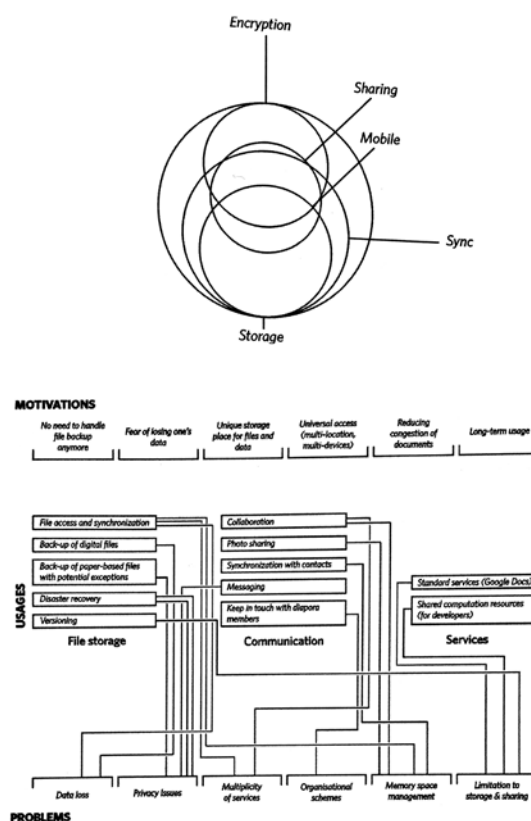 Encryption
Sharing
Mobile
Sync
Storage
MOTIVATIONS
No need to handle
file backup
anymore
Fear of losing one's
data
Unique storage
place for files and
data
Universal access
(multi-location,
multi-devices)
Reducing
congestion of
documents
Long-term usage
USAGES
File access and synchronization
Back-up of digital files
Back-up of paper-based files
with potential exceptions
Disaster recovery
Versioning
File storage
Collaboration
Photo sharing
Synchronization with contacts
Messaging
Keep in touch with diapora
members
Communication
Standard services (Google Docs)
Shared computation resources
(for developers)
Services
Data loss
Privacy Issues
Multiplicity
of services
Organisational
schemes
Memory space
management
Limitation to
storage & sharing
PROBLEMS